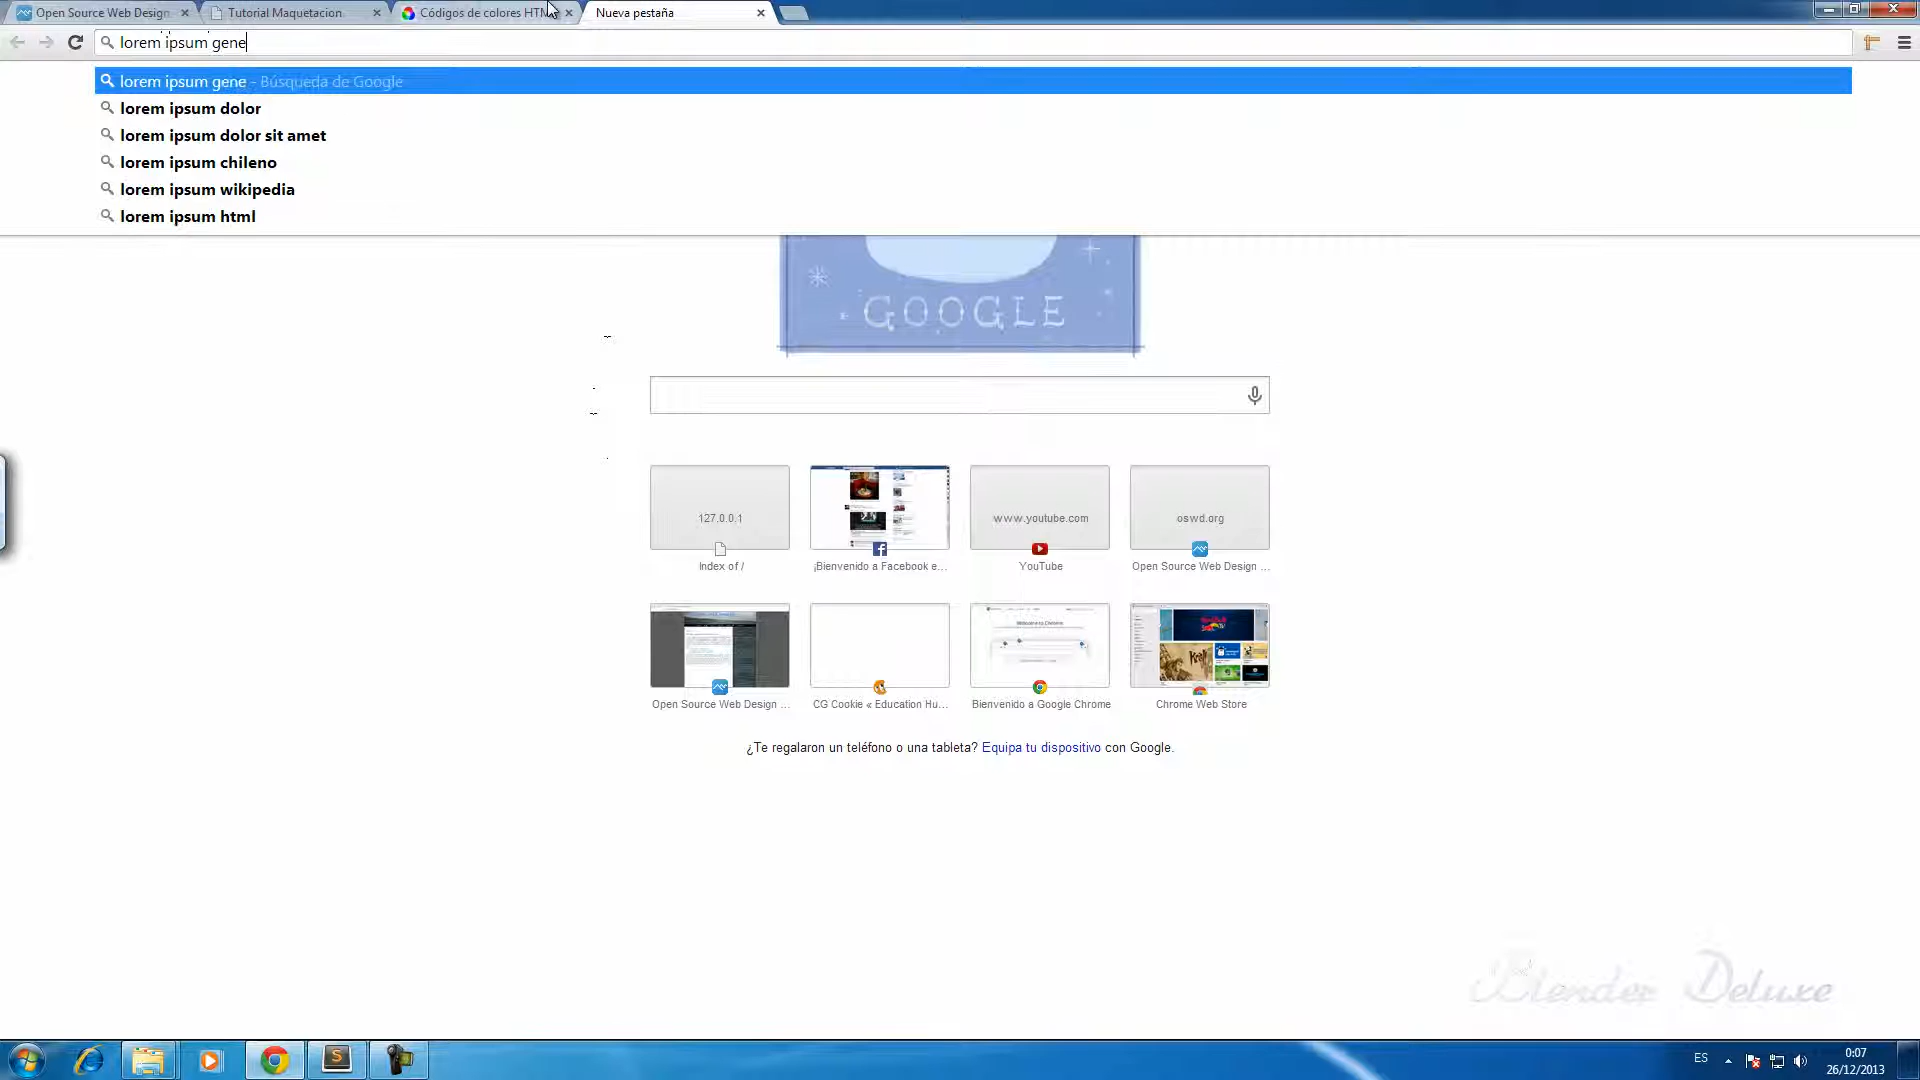 Open Source Web Design
Tutorial Maquetacion
Códigos de colores HTM
Nueva pestaña
lorem ipsum gene
lorem ipsum gene - Búsqueda de Google
lorem ipsum dolor
lorem ipsum dolor sit amet
lorem ipsum chileno
lorem ipsum wikipedia
lorem ipsum html
GOOGLE
127.0.0.1
www.youtube.com
oswd.org
Index of /
¡Bienvenido a Facebook e...
YouTube
Open Source Web Design ...
Welcome to Chrome
Open Source Web Design ...
CG Cookie « Education Hu...
Bienvenido a Google Chrome
Chrome Web Store
¿Te regalaron un teléfono o una tableta? Equipa tu dispositivo con Google.
Blender Deluxe
ES
0:07
26/12/2013